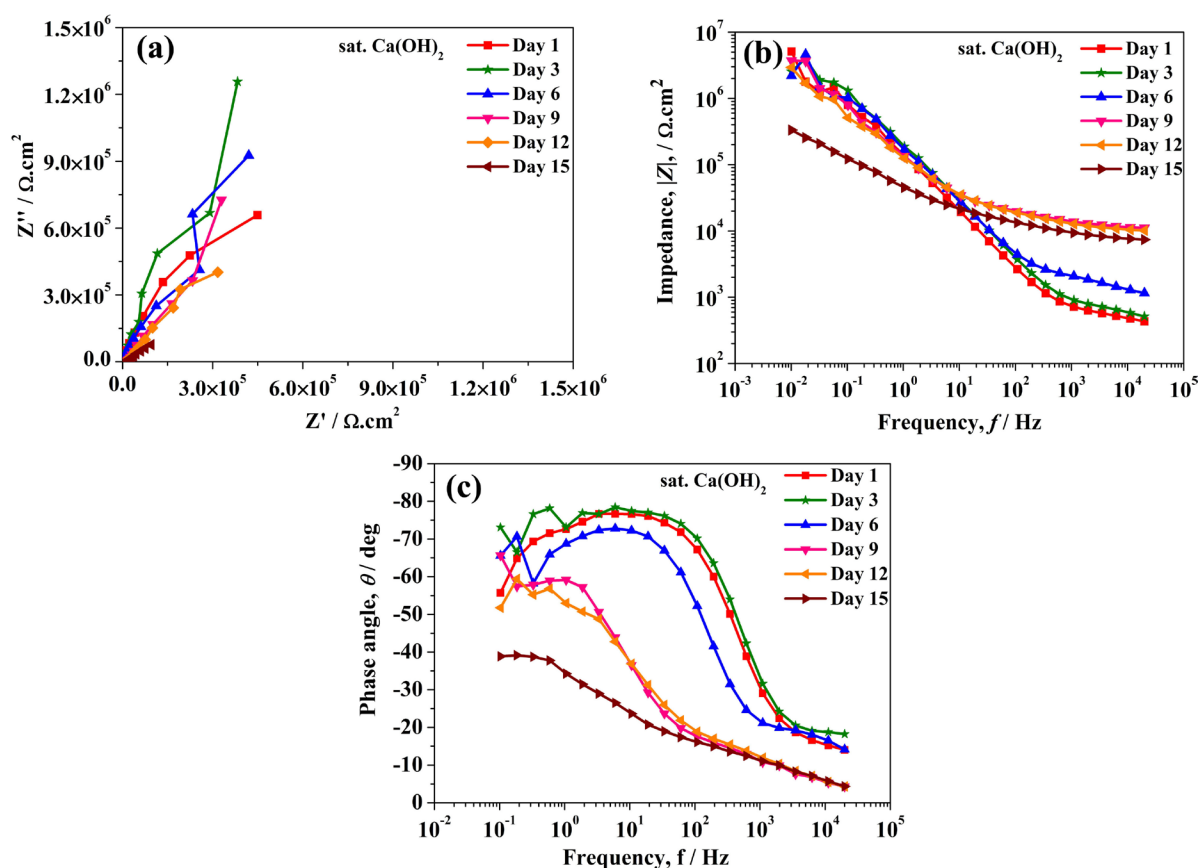 (a)
sat. Ca(OH)2
Day 1
Day 3
Day 6
Day 9
Day 12
Day 15
1.5×10^6
1.2×10^6
9.0×10^5
6.0×10^5
3.0×10^5
0.0
Z'' / Ω.cm^2
0.0 3.0×10^5 6.0×10^5 9.0×10^5 1.2×10^6 1.5×10^6
Z' / Ω.cm^2
(b)
sat. Ca(OH)2
Day 1
Day 3
Day 6
Day 9
Day 12
Day 15
10^7
10^6
10^5
10^4
10^3
10^2
Impedance, |Z|, / Ω.cm^2
10^-3 10^-2 10^-1 10^0 10^1 10^2 10^3 10^4 10^5
Frequency, f / Hz
(c)
sat. Ca(OH)2
Day 1
Day 3
Day 6
Day 9
Day 12
Day 15
-90
-80
-70
-60
-50
-40
-30
-20
-10
0
Phase angle, θ / deg
10^-2 10^-1 10^0 10^1 10^2 10^3 10^4 10^5
Frequency, f / Hz